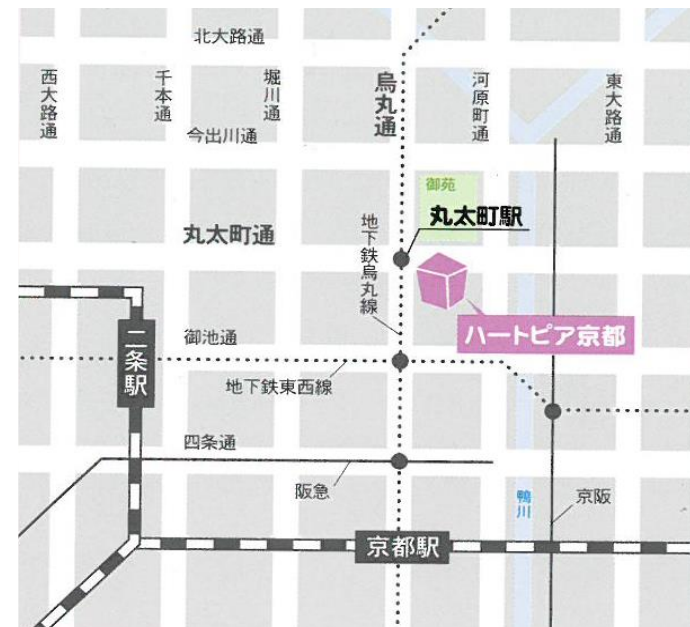 北大路通
西大路通
千本通
堀川通
烏丸通
河原町通
東大路通
今出川通
御苑
丸太町駅
丸太町通
地下鉄烏丸線
ハートピア京都
二条駅
御池通
地下鉄東西線
四条通
阪急
鴨川
京阪
京都駅